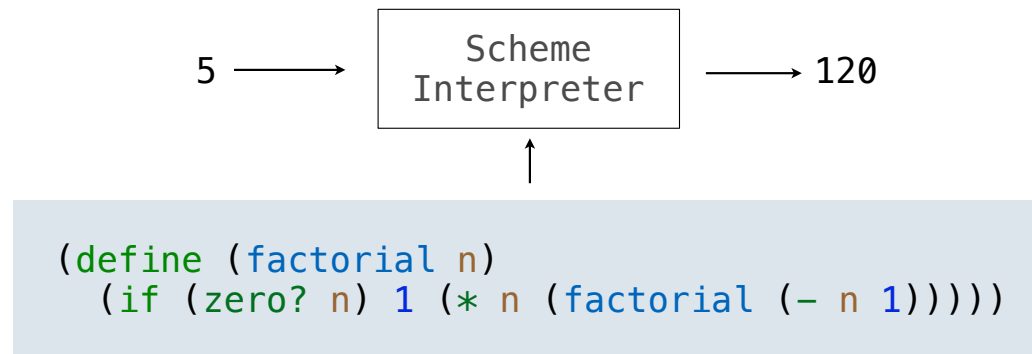 5
Scheme
Interpreter
120
(define (factorial n)
(if (zero? n) 1 (* n (factorial (- n 1)))))